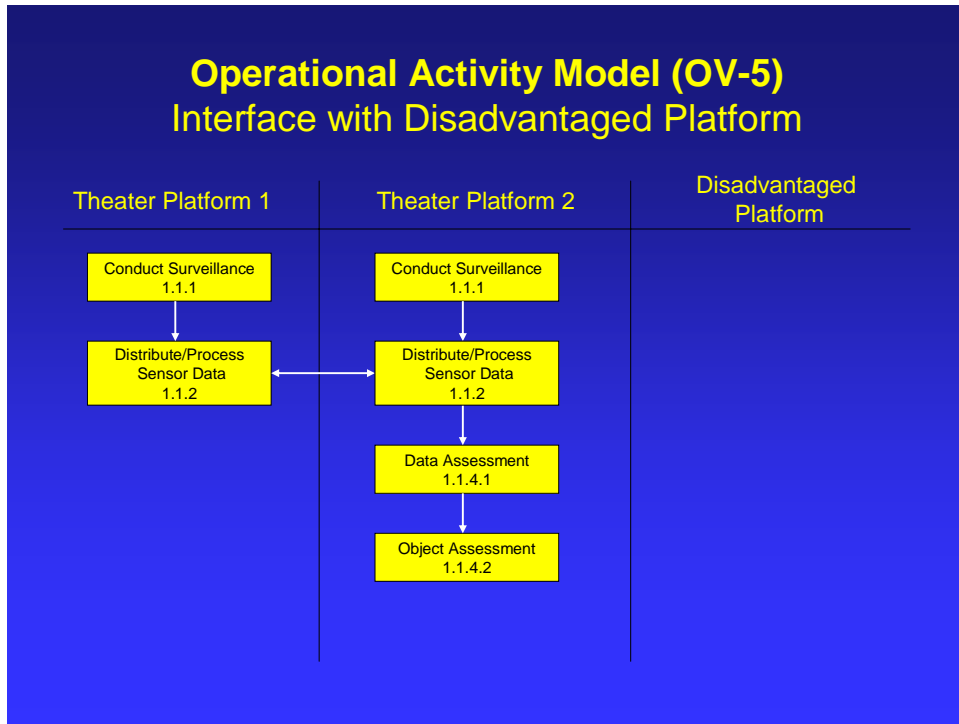 Operational Activity Model (OV-5)
Interface with Disadvantaged Platform
Theater Platform 1
Theater Platform 2
Disadvantaged
Platform
Conduct Surveillance
1.1.1
Conduct Surveillance
1.1.1
Distribute/Process
Sensor Data
1.1.2
Distribute/Process
Sensor Data
1.1.2
Data Assessment
1.1.4.1
Object Assessment
1.1.4.2